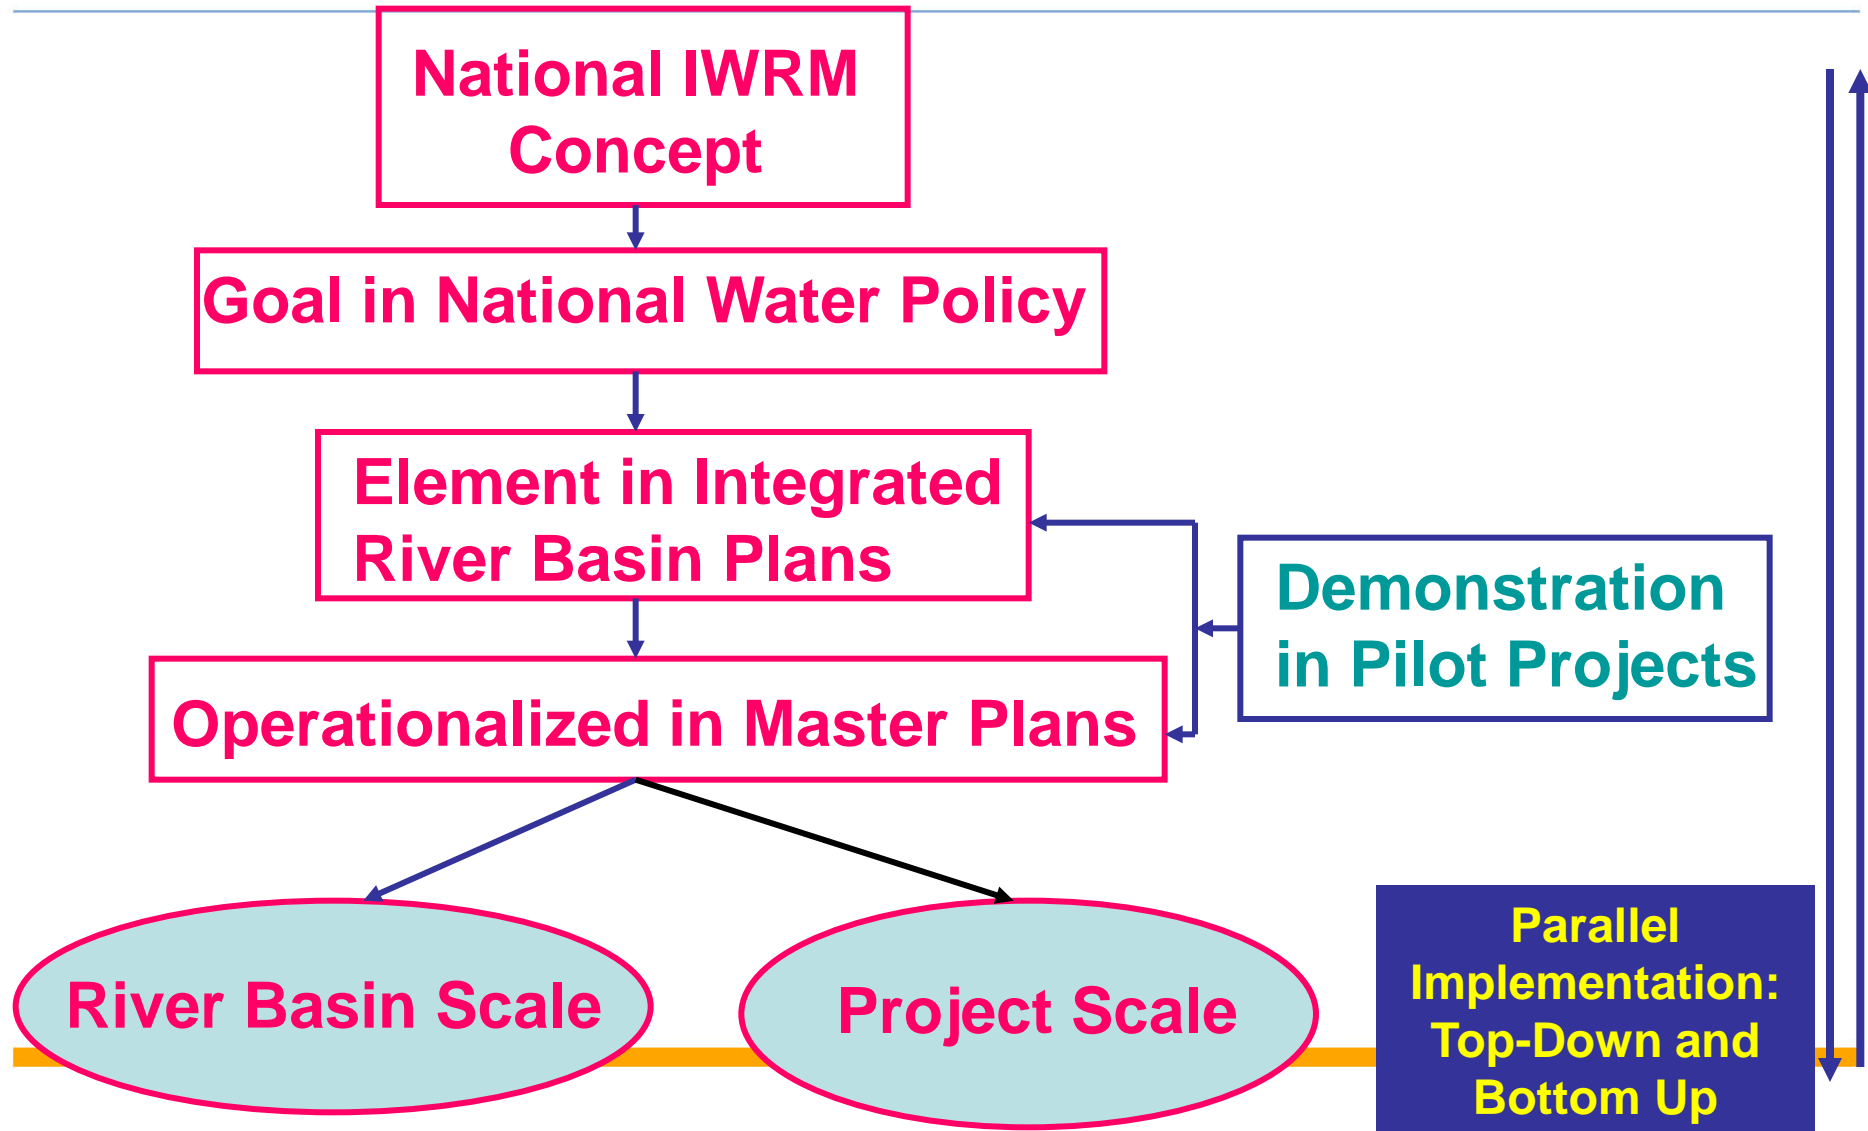 National IWRM
Concept
Goal in National Water Policy
Element in Integrated
River Basin Plans
Demonstration
in Pilot Projects
Operationalized in Master Plans
River Basin Scale
Project Scale
Parallel
Implementation:
Top-Down and
Bottom Up